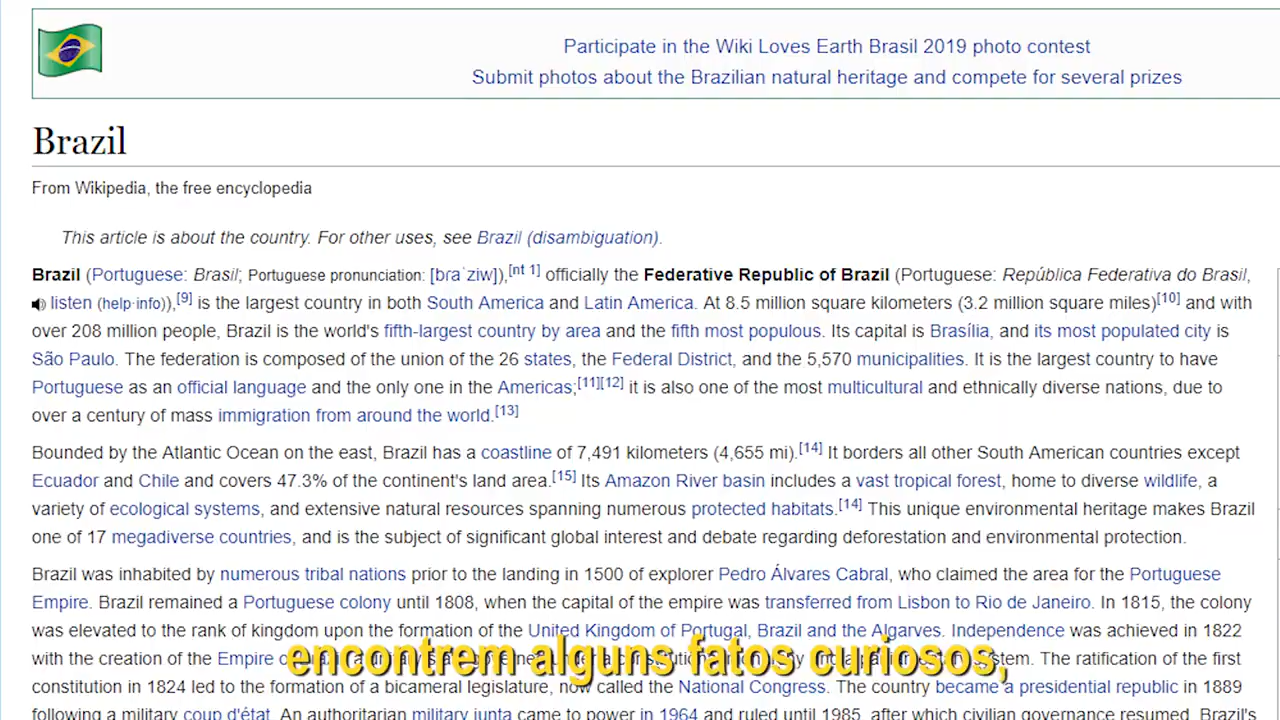 Participate in the Wiki Loves Earth Brasil 2019 photo contest
Submit photos about the Brazilian natural heritage and compete for several prizes
Brazil
From Wikipedia, the free encyclopedia
This article is about the country. For other uses, see Brazil (disambiguation).
Brazil (Portuguese: Brasil; Portuguese pronunciation: [bɾaˈziw]),[nt 1] officially the Federative Republic of Brazil (Portuguese: República Federativa do Brasil,
listen (help·info)),[9] is the largest country in both South America and Latin America. At 8.5 million square kilometers (3.2 million square miles)[10] and with
over 208 million people, Brazil is the world's fifth-largest country by area and the fifth most populous. Its capital is Brasília, and its most populated city is
São Paulo. The federation is composed of the union of the 26 states, the Federal District, and the 5,570 municipalities. It is the largest country to have
Portuguese as an official language and the only one in the Americas;[11][12] it is also one of the most multicultural and ethnically diverse nations, due to
over a century of mass immigration from around the world.[13]
Bounded by the Atlantic Ocean on the east, Brazil has a coastline of 7,491 kilometers (4,655 mi).[14] It borders all other South American countries except
Ecuador and Chile and covers 47.3% of the continent's land area.[15] Its Amazon River basin includes a vast tropical forest, home to diverse wildlife, a
variety of ecological systems, and extensive natural resources spanning numerous protected habitats.[14] This unique environmental heritage makes Brazil
one of 17 megadiverse countries, and is the subject of significant global interest and debate regarding deforestation and environmental protection.
Brazil was inhabited by numerous tribal nations prior to the landing in 1500 of explorer Pedro Álvares Cabral, who claimed the area for the Portuguese
Empire. Brazil remained a Portuguese colony until 1808, when the capital of the empire was transferred from Lisbon to Rio de Janeiro. In 1815, the colony
was elevated to the rank of kingdom upon the formation of the United Kingdom of Portugal, Brazil and the Algarves. Independence was achieved in 1822
with the creation of the Empire The ratification of the first
encontrem alguns fatos curiosos,
constitution in 1824 led to the formation of a bicameral legislature, now called the National Congress. The country became a presidential republic in 1889
following a military coup d'état. An authoritarian military junta came to power in 1964 and ruled until 1985, after which civilian governance resumed. Brazil's